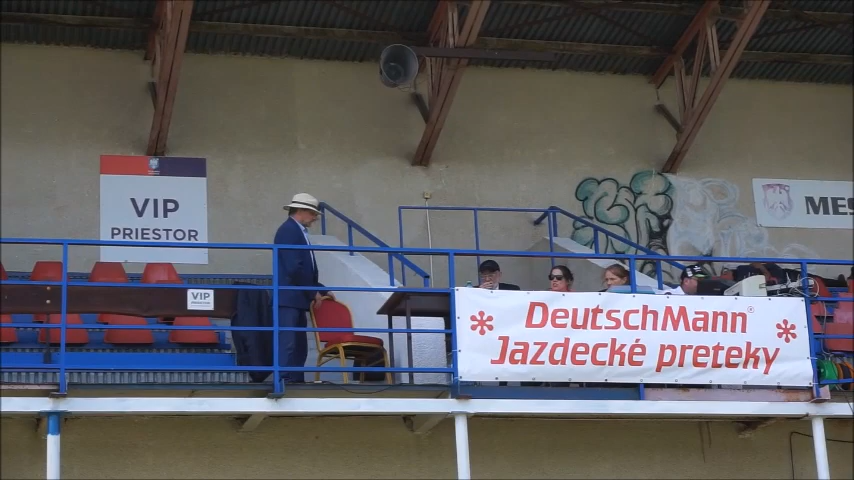 VIP
PRIESTOR
MES
VIP
DeutschMann®
Jazdecké preteky